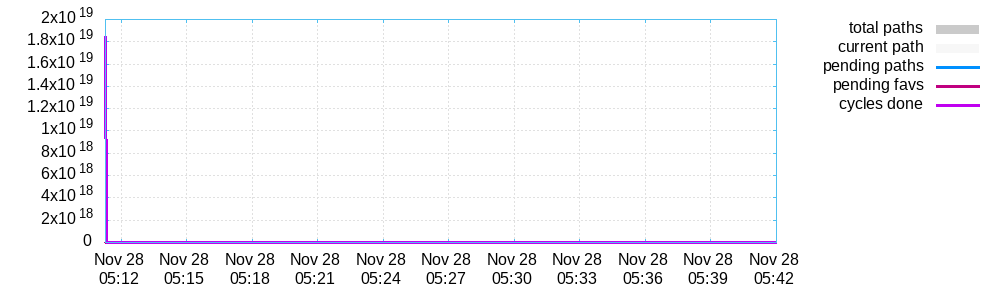 2x10 19
1.8x10 19
1.6x10 19
1.4x10 19
1.2x10 19
1x10 19
8x10 18
6x10 18
4x10 18
2x10 18
0
Nov 28 Nov 28 Nov 28 Nov 28 Nov 28 Nov 28 Nov 28 Nov 28 Nov 28 Nov 28 Nov 28
05:12 05:15 05:18 05:21 05:24 05:27 05:30 05:33 05:36 05:39 05:42
total paths
current path
pending paths
pending favs
cycles done